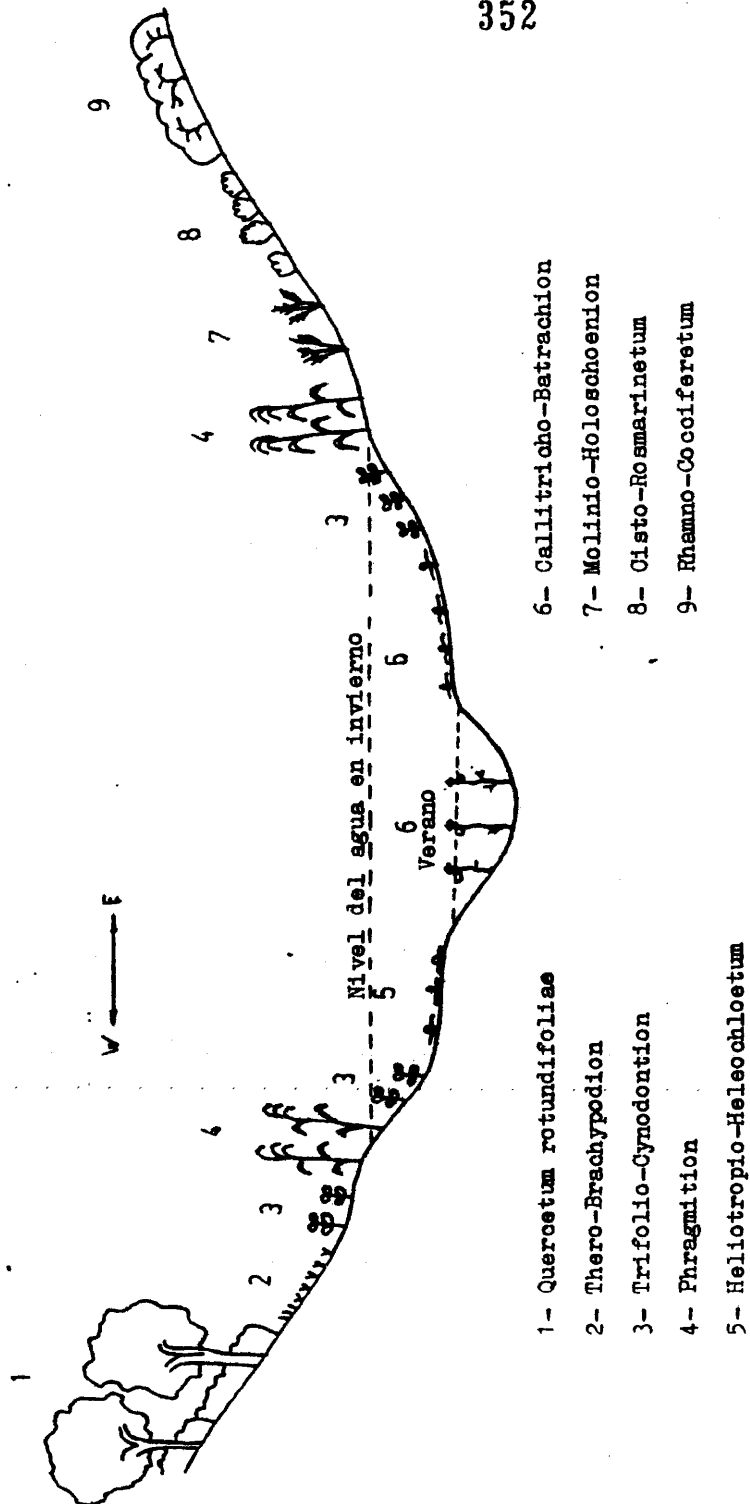 352
W E
1 2 3 4 3 5 6 6 3 4 7 8 9
Nivel del agua en invierno
Verano
1- Quercetum rotundifoliae
2- Thero-Brachypodion
3- Trifolio-Cynodontion
4- Phragmition
5- Heliotropio-Heleochloetum
6- Callitricho-Batrachion
7- Molinio-Holoschoenion
8- Cisto-Rosmarinetum
9- Rhamno-Cocciferetum